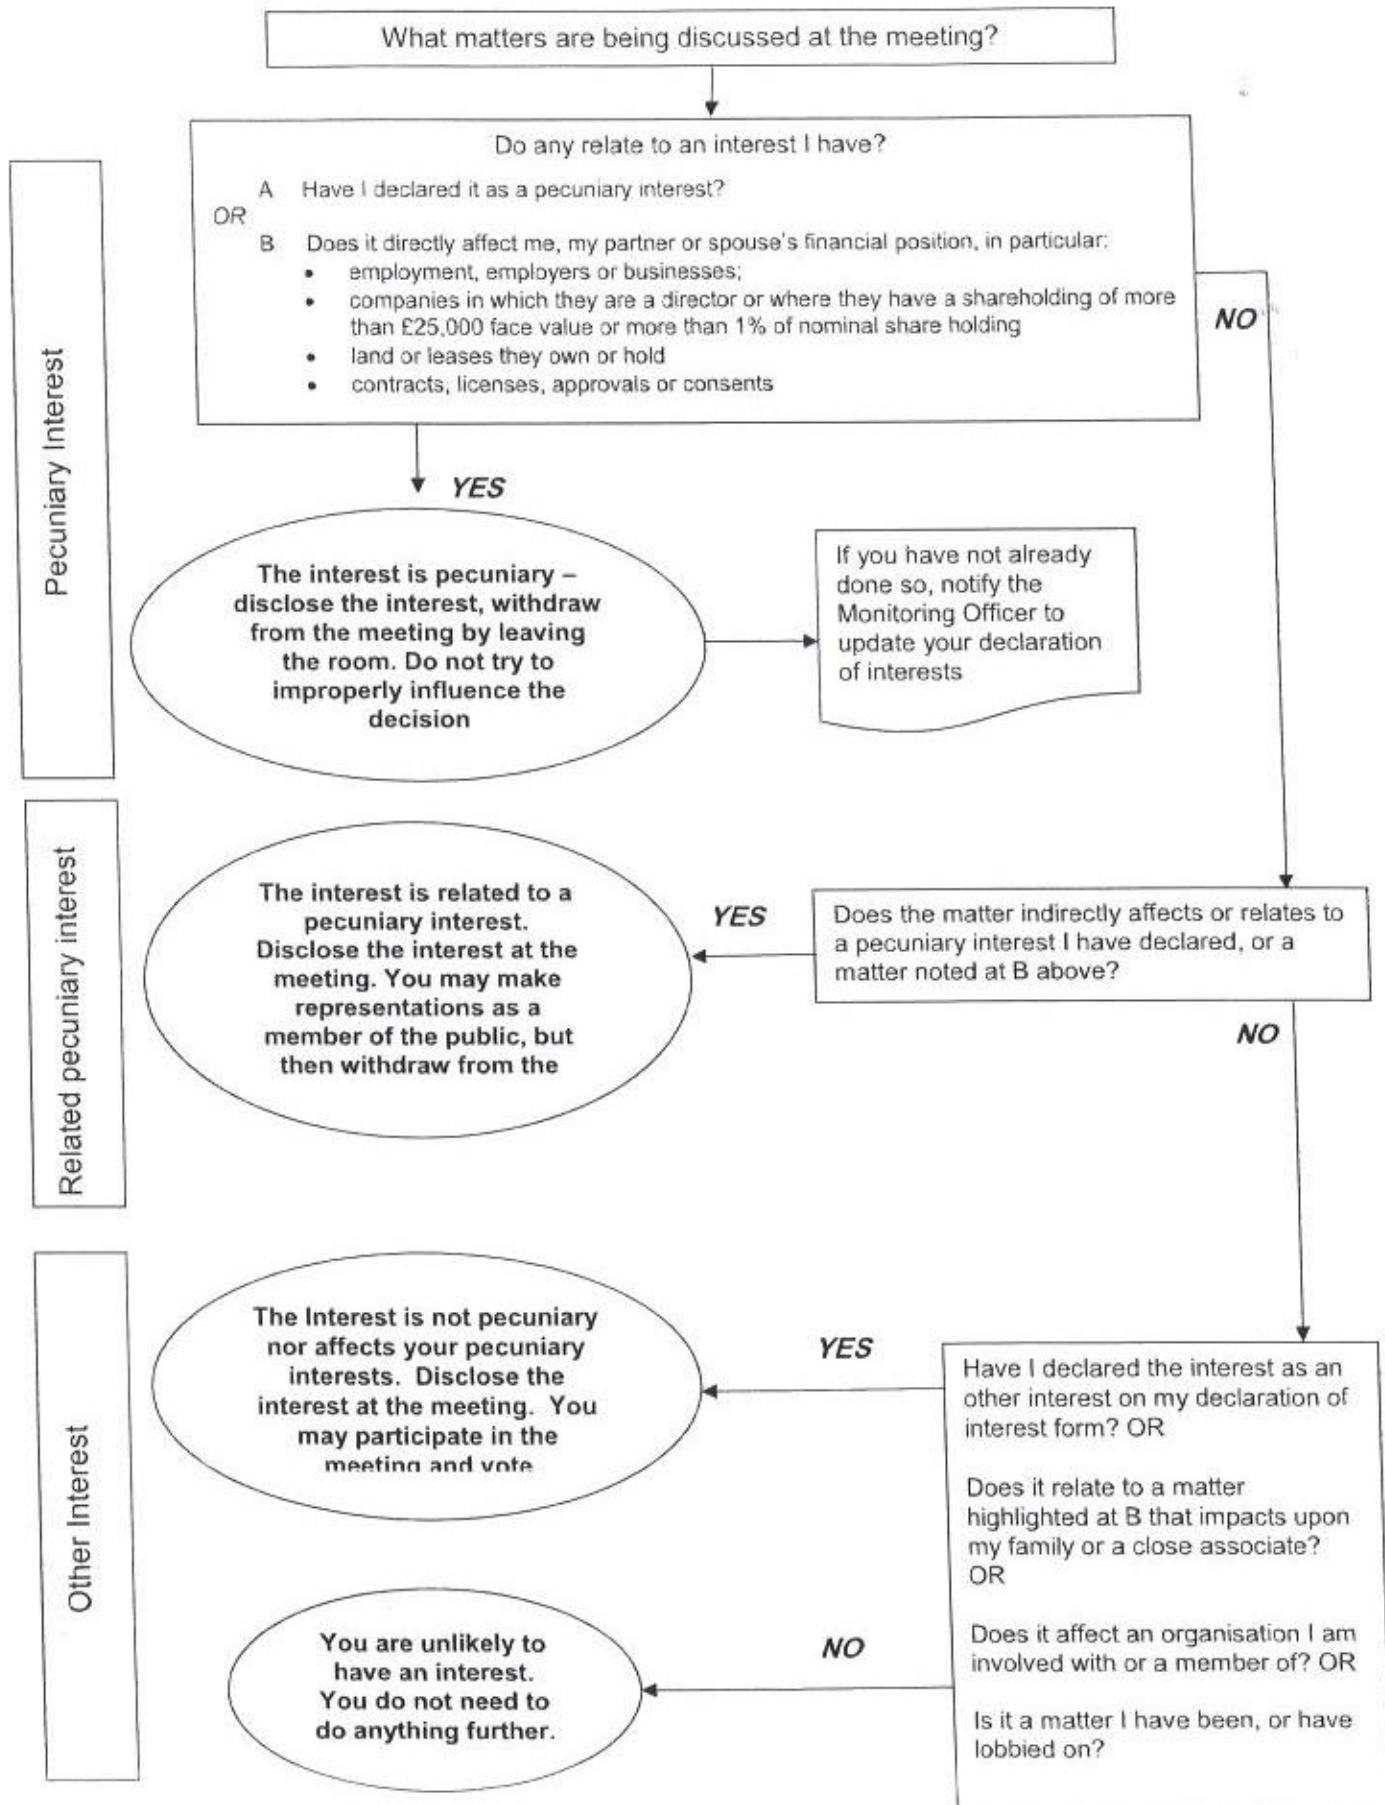 What matters are being discussed at the meeting?
Do any relate to an interest I have?
A Have I declared it as a pecuniary interest?
OR
B Does it directly affect me, my partner or spouse's financial position, in particular:
• employment, employers or businesses;
• companies in which they are a director or where they have a shareholding of more
than £25,000 face value or more than 1% of nominal share holding
• land or leases they own or hold
• contracts, licenses, approvals or consents
NO
Pecuniary Interest
YES
The interest is pecuniary –
disclose the interest, withdraw
from the meeting by leaving
the room. Do not try to
improperly influence the
decision
If you have not already
done so, notify the
Monitoring Officer to
update your declaration
of interests
Related pecuniary interest
The interest is related to a
pecuniary interest.
Disclose the interest at the
meeting. You may make
representations as a
member of the public, but
then withdraw from the
YES
Does the matter indirectly affects or relates to
a pecuniary interest I have declared, or a
matter noted at B above?
NO
Other Interest
The Interest is not pecuniary
nor affects your pecuniary
interests. Disclose the
interest at the meeting. You
may participate in the
meeting and vote
YES
Have I declared the interest as an
other interest on my declaration of
interest form? OR
Does it relate to a matter
highlighted at B that impacts upon
my family or a close associate?
OR
Does it affect an organisation I am
involved with or a member of? OR
Is it a matter I have been, or have
lobbied on?
NO
You are unlikely to
have an interest.
You do not need to
do anything further.